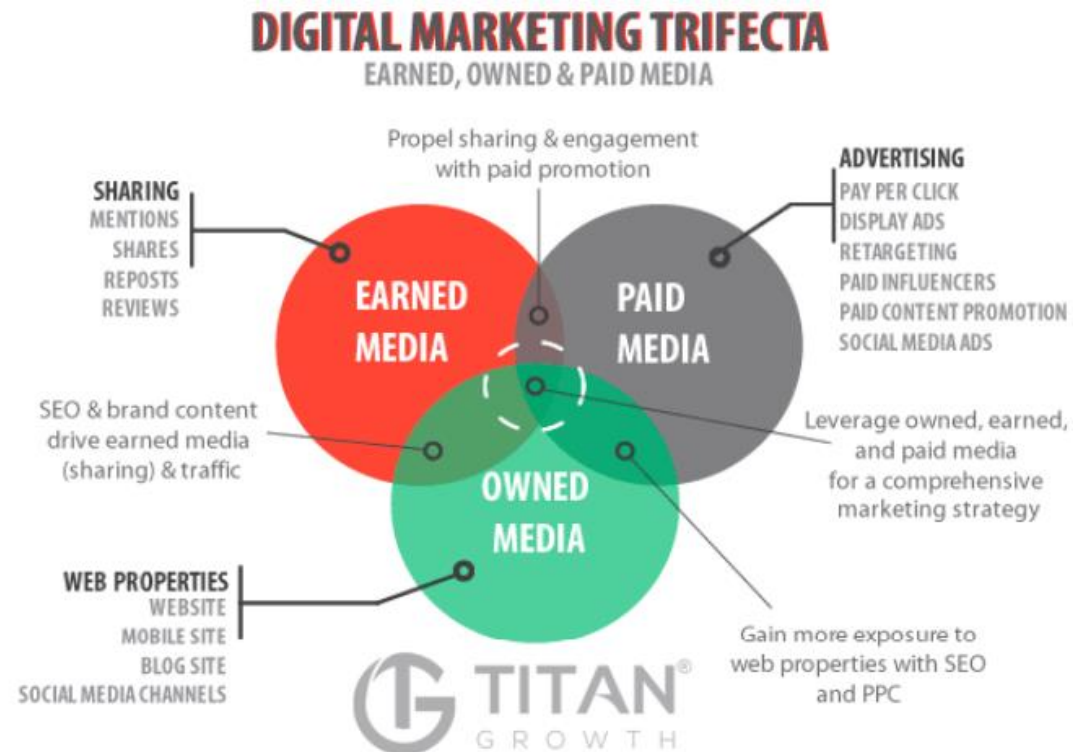 DIGITAL MARKETING TRIFECTA
EARNED, OWNED & PAID MEDIA
Propel sharing & engagement
with paid promotion
SHARING
MENTIONS
SHARES
REPOSTS
REVIEWS
ADVERTISING
PAY PER CLICK
DISPLAY ADS
RETARGETING
PAID INFLUENCERS
PAID CONTENT PROMOTION
SOCIAL MEDIA ADS
EARNED
MEDIA
PAID
MEDIA
SEO & brand content
drive earned media
(sharing) & traffic
Leverage owned, earned,
and paid media
for a comprehensive
marketing strategy
OWNED
MEDIA
WEB PROPERTIES
WEBSITE
MOBILE SITE
BLOG SITE
SOCIAL MEDIA CHANNELS
Gain more exposure to
web properties with SEO
and PPC
TG TITAN®
GROWTH